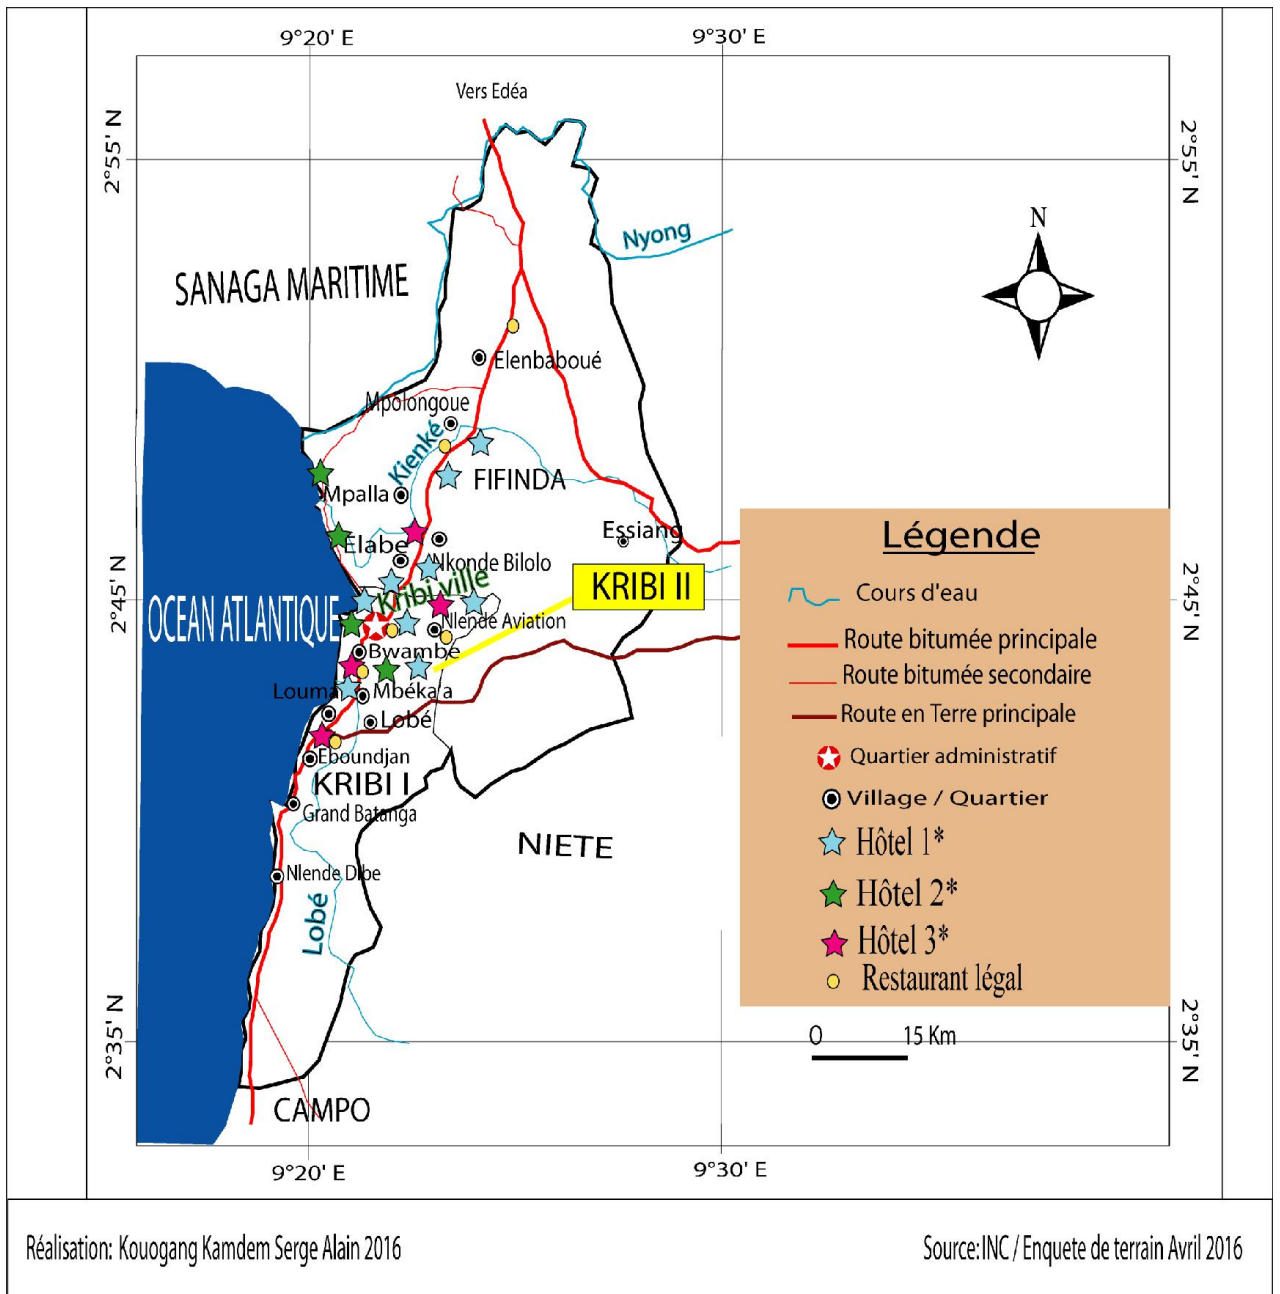 9°20' E
9°30' E
Vers Edéa
2°55' N
2°55' N
N
Nyong
SANAGA MARITIME
Elenbaboué
Mpolongoue
Kienké
FIFINDA
Mpalla
Essiang
Elabe
Nkonde Bilolo
Kribi ville
KRIBI II
2°45' N
2°45' N
OCEAN ATLANTIQUE
Nlende Aviation
Bwambé
Louma
Mbéka'a
Lobé
Eboundjan
KRIBI I
Grand Batanga
NIETE
Nlende Dibe
Lobé
2°35' N
2°35' N
CAMPO
9°20' E
9°30' E
Légende
Cours d'eau
Route bitumée principale
Route bitumée secondaire
Route en Terre principale
Quartier administratif
Village / Quartier
Hôtel 1*
Hôtel 2*
Hôtel 3*
Restaurant légal
0 15 Km
Réalisation: Kouogang Kamdem Serge Alain 2016
Source: INC / Enquete de terrain Avril 2016